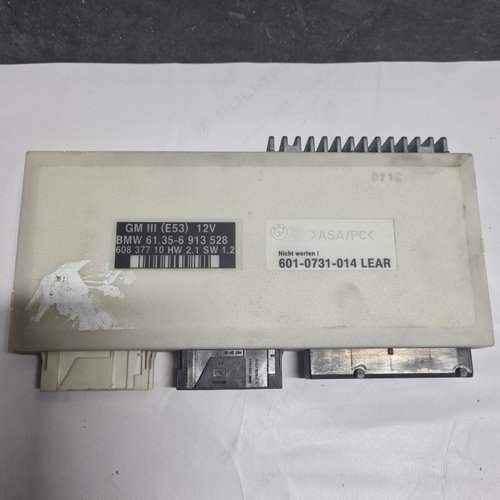 021C
GM III (E53) 12V
BMW 61.35-6 913 528
608 377 10 HW 2.1 SW 1.2
>ASA/PC<
Nicht werfen !
601-0731-014 LEAR